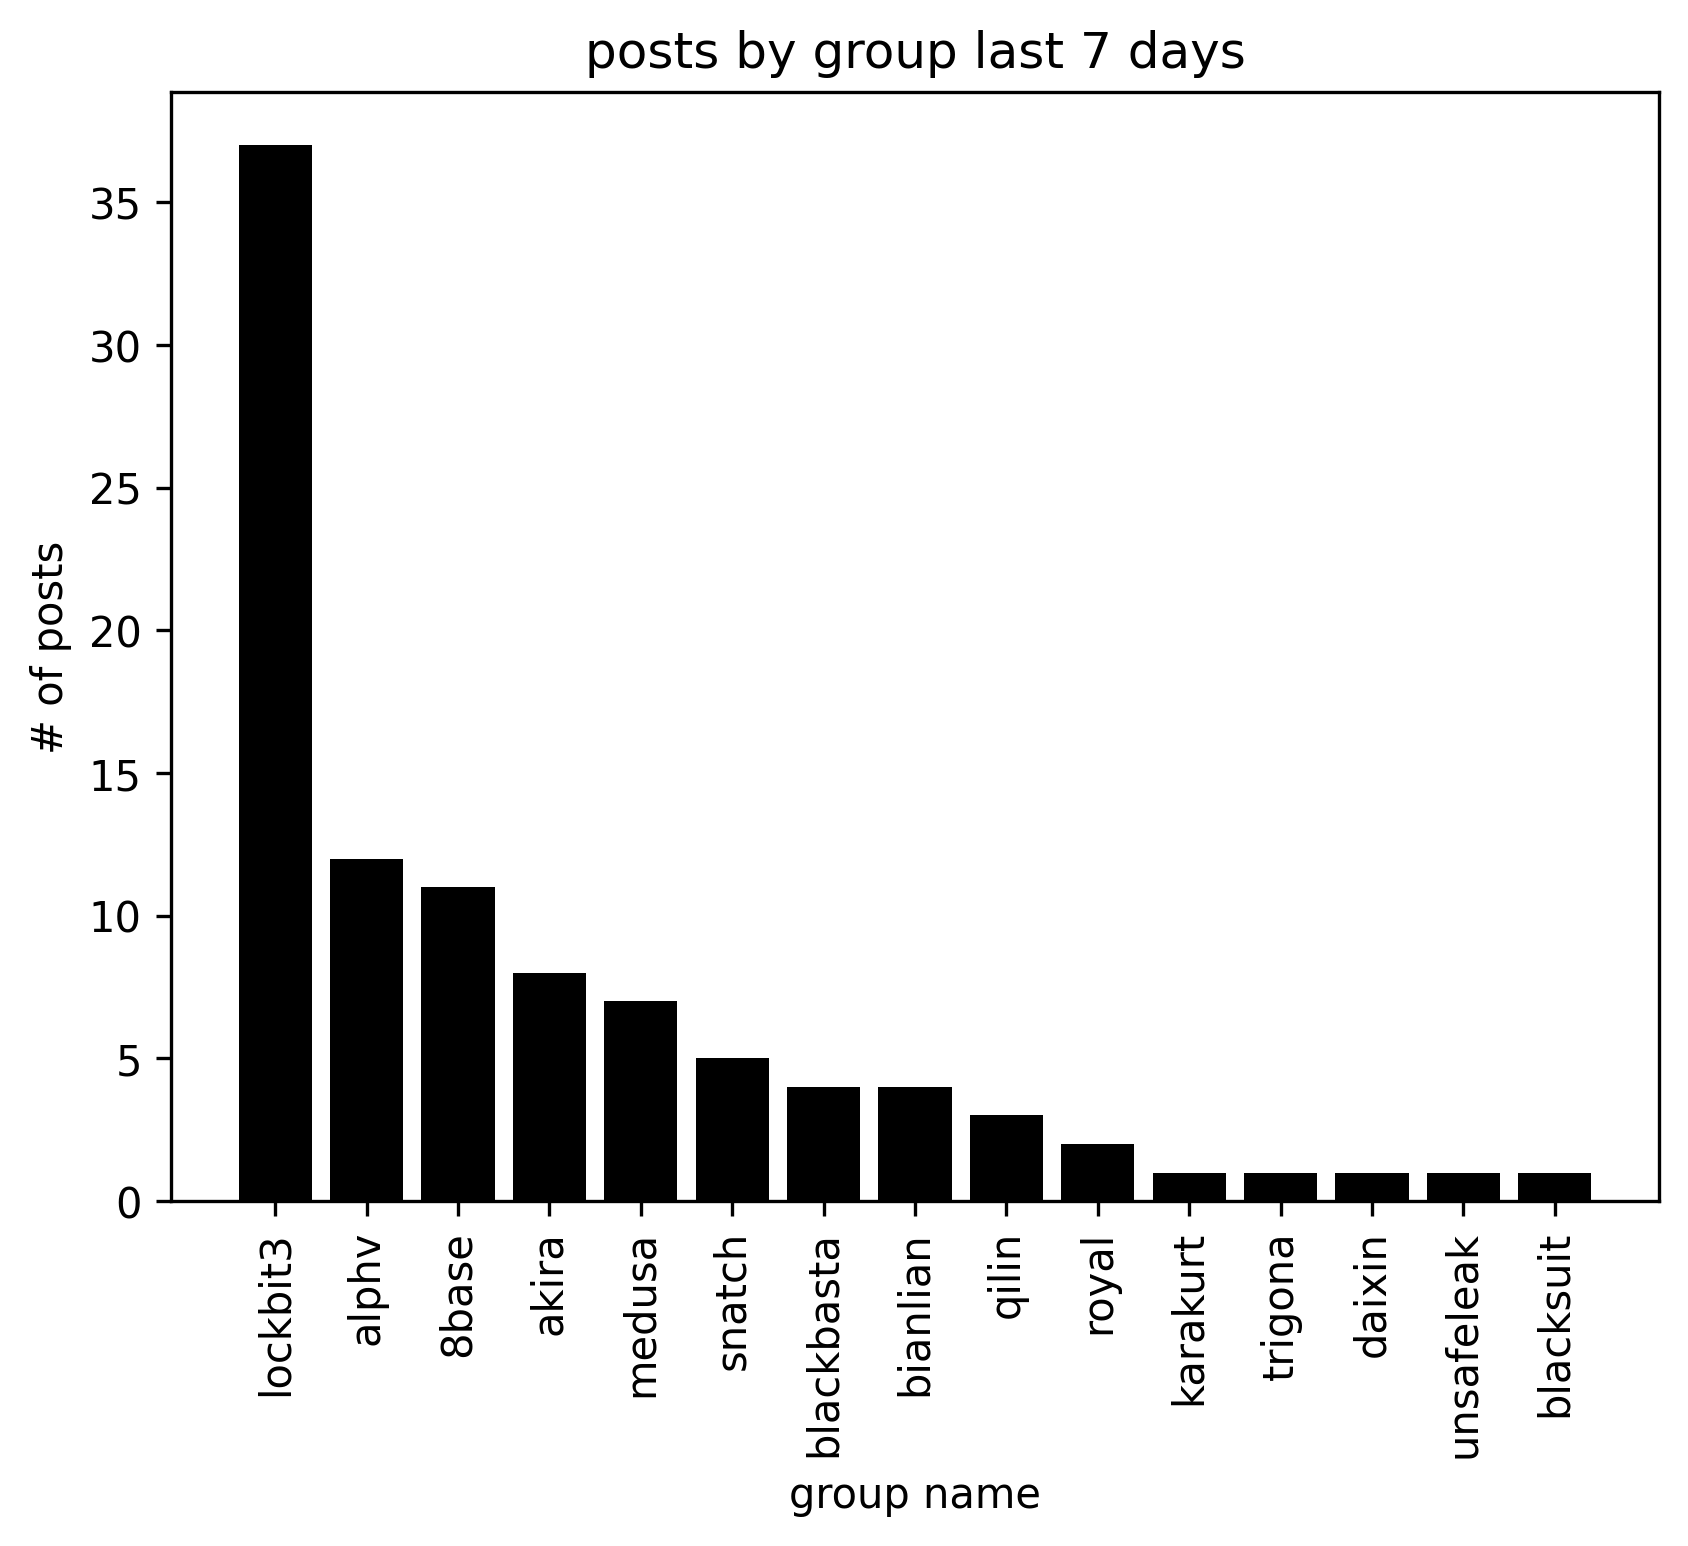 posts by group last 7 days
# of posts
35
30
25
20
15
10
5
0
lockbit3
alphv
8base
akira
medusa
snatch
blackbasta
bianlian
qilin
royal
karakurt
trigona
daixin
unsafeleak
blacksuit
group name